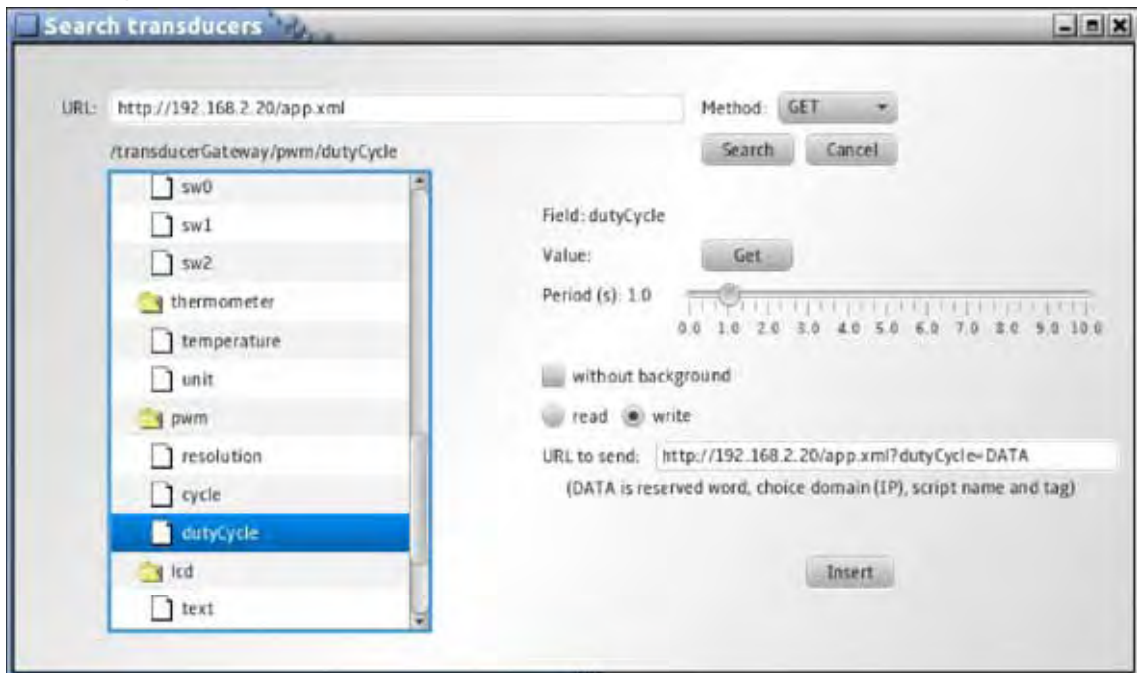 Search transducers
URL: http://192.168.2.20/app.xml Method: GET
/transducerGateway/pwm/dutyCycle Search Cancel
sw0
sw1
sw2
thermometer
temperature
unit
pwm
resolution
cycle
dutyCycle
lcd
text
Field: dutyCycle
Value: Get
Period (s): 1.0
0.0 1.0 2.0 3.0 4.0 5.0 6.0 7.0 8.0 9.0 10.0
without background
read write
URL to send: http://192.168.2.20/app.xml?dutyCycle=DATA
(DATA is reserved word, choice domain (IP), script name and tag)
Insert